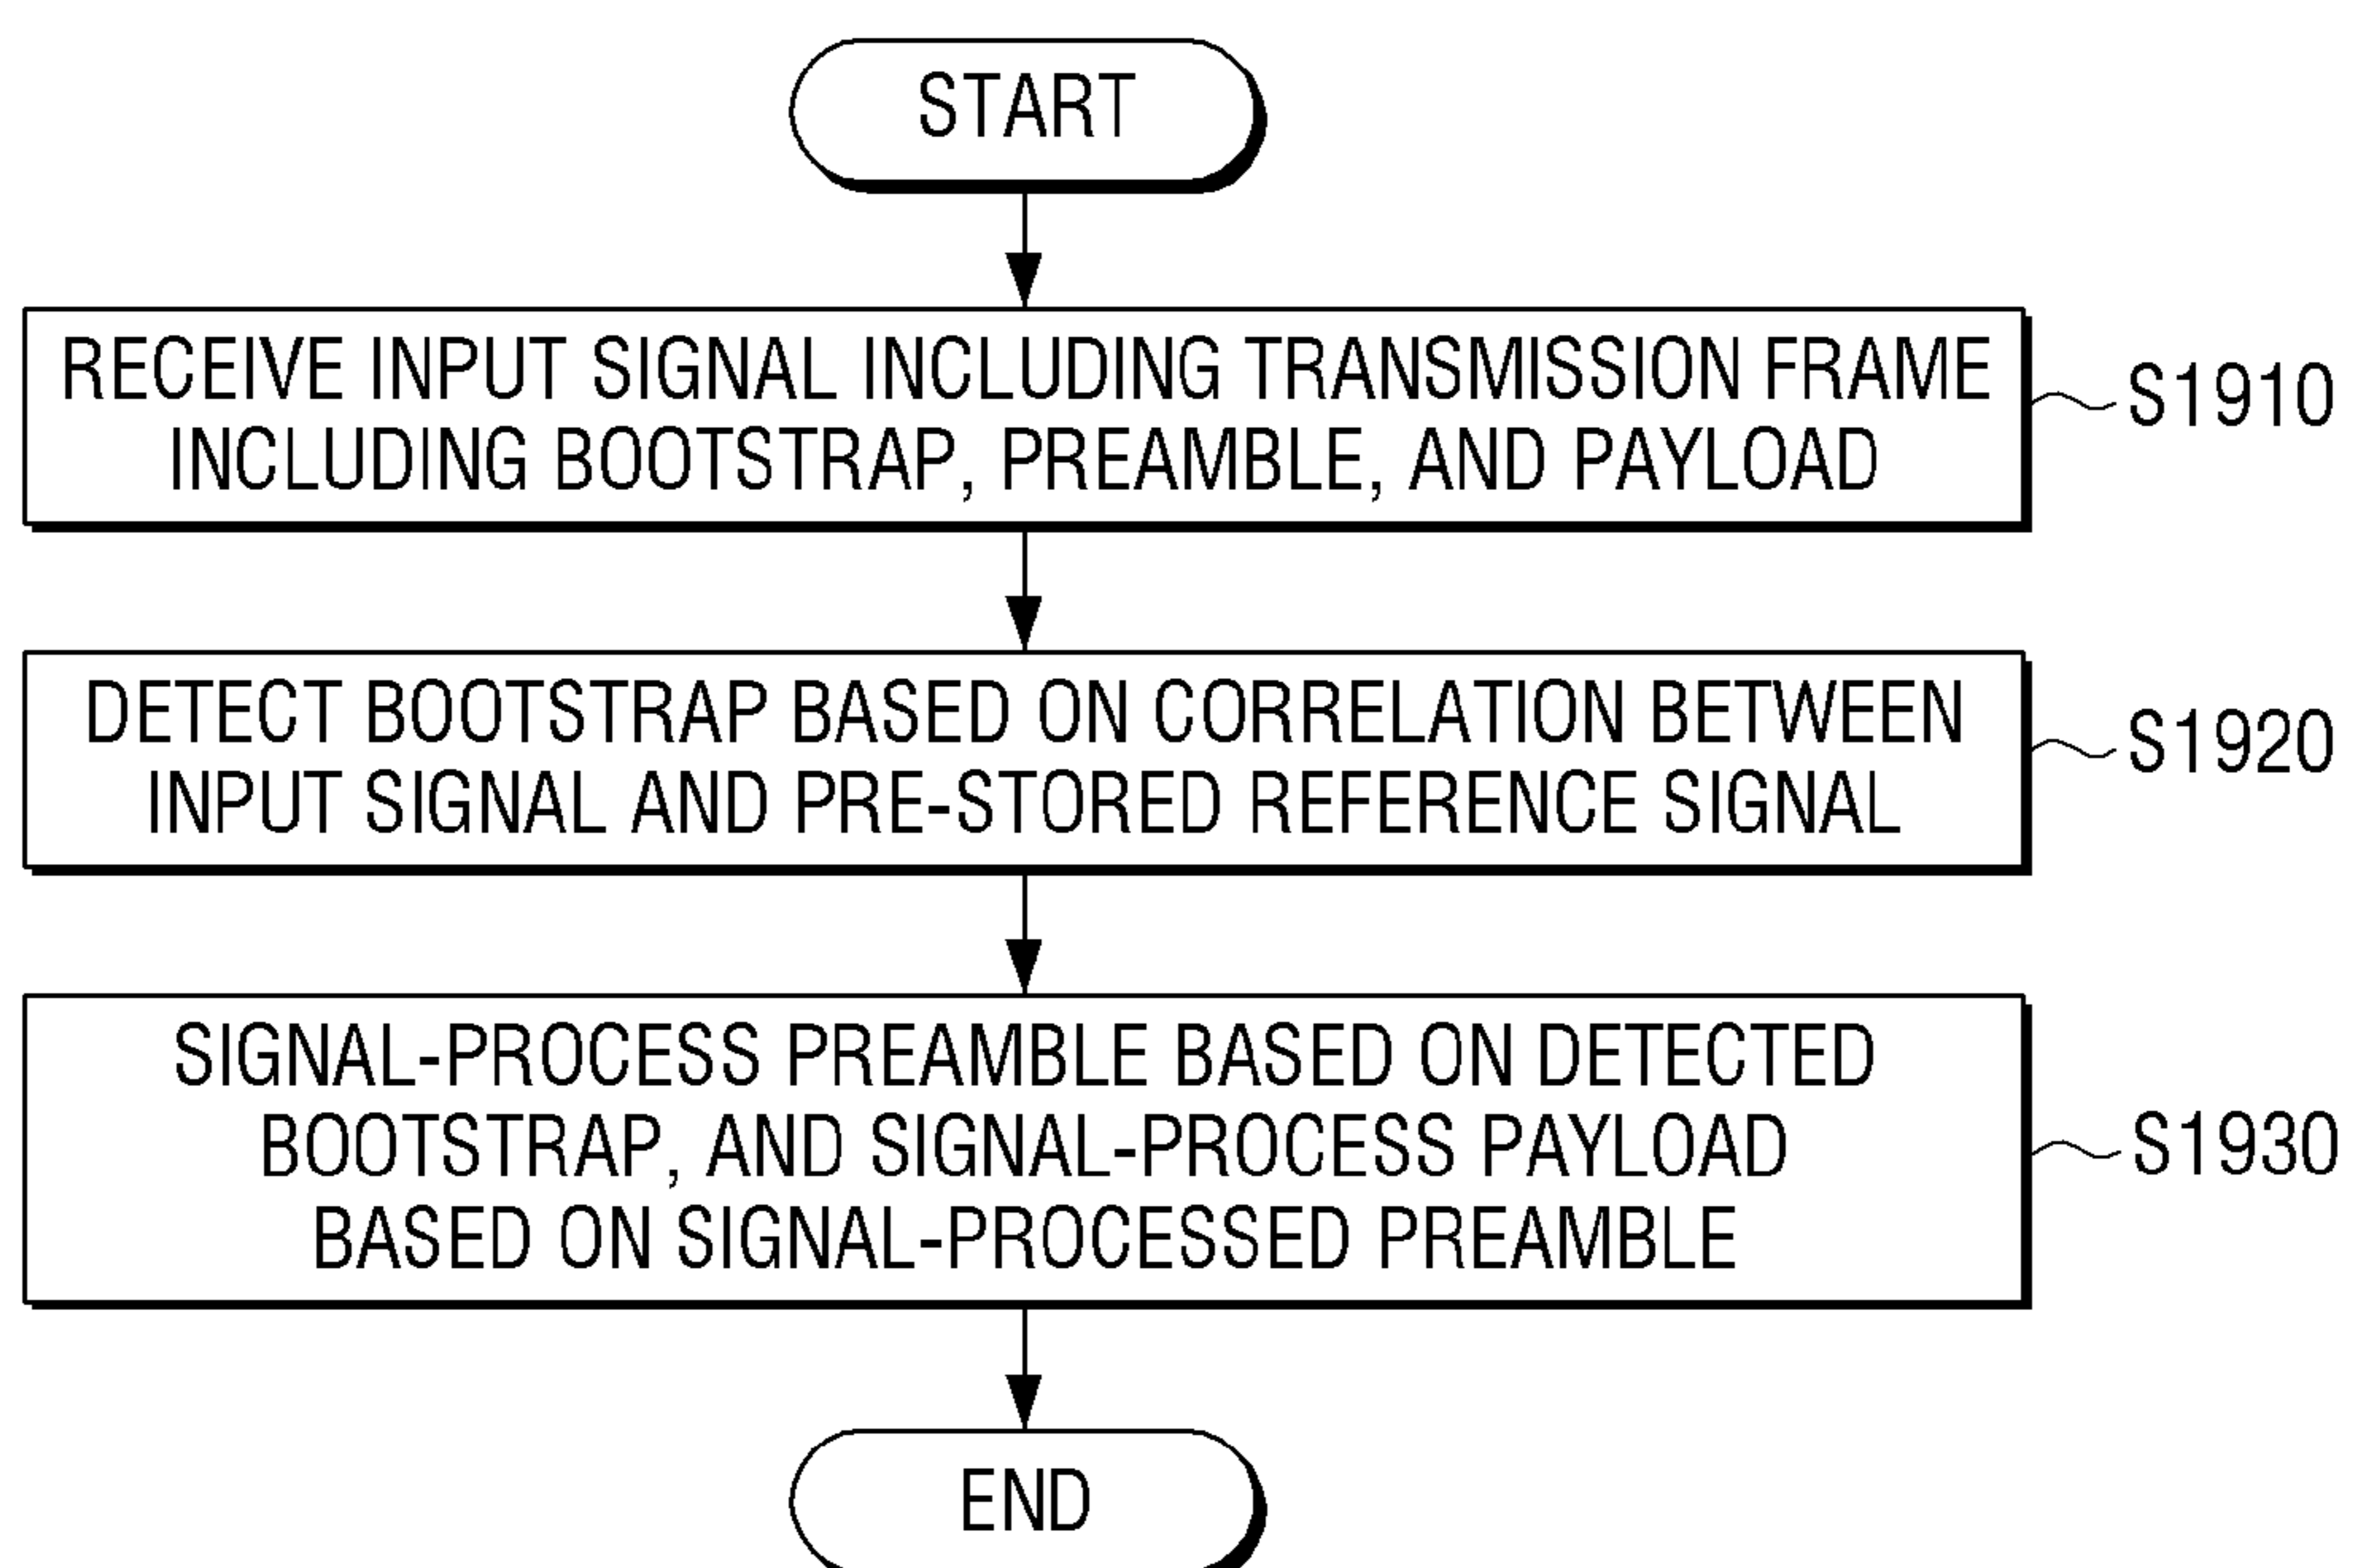 START
RECEIVE INPUT SIGNAL INCLUDING TRANSMISSION FRAME
INCLUDING BOOTSTRAP, PREAMBLE, AND PAYLOAD
S1910
DETECT BOOTSTRAP BASED ON CORRELATION BETWEEN
INPUT SIGNAL AND PRE-STORED REFERENCE SIGNAL
S1920
SIGNAL-PROCESS PREAMBLE BASED ON DETECTED
BOOTSTRAP, AND SIGNAL-PROCESS PAYLOAD
BASED ON SIGNAL-PROCESSED PREAMBLE
S1930
END